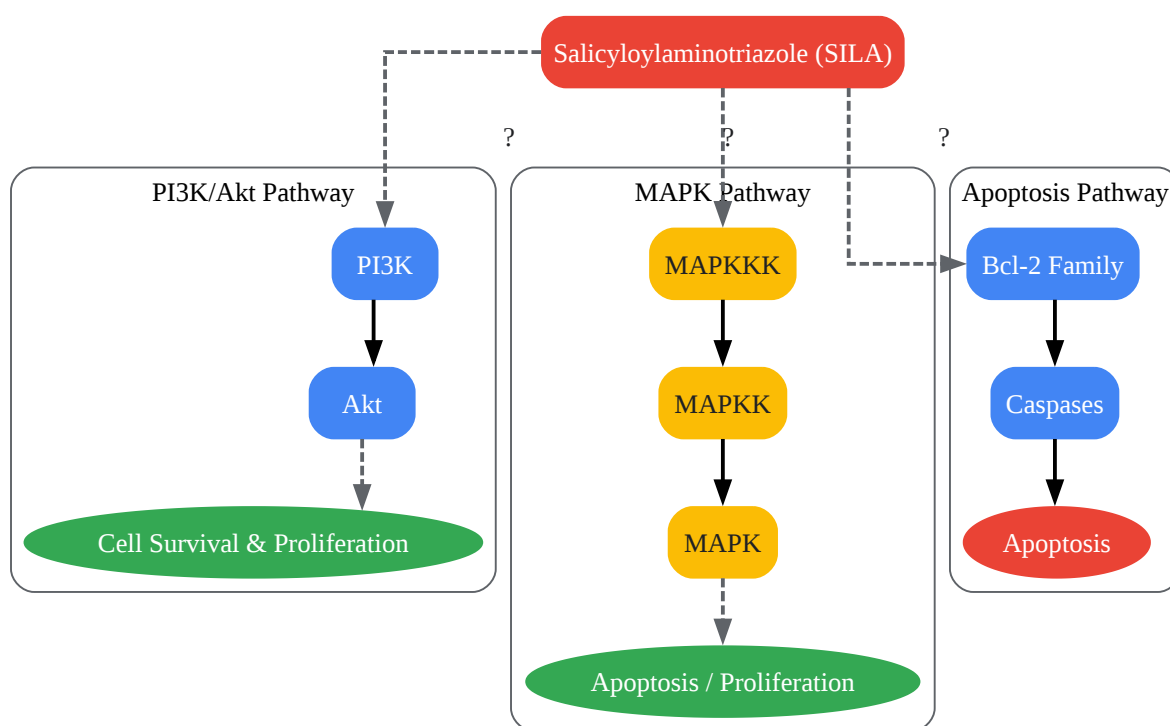 Salicyloylaminotriazole (SILA)
?
?
?
PI3K/Akt Pathway
MAPK Pathway
Apoptosis Pathway
PI3K
MAPKKK
Bcl-2 Family
Akt
MAPKK
Caspases
Cell Survival & Proliferation
MAPK
Apoptosis
Apoptosis / Proliferation